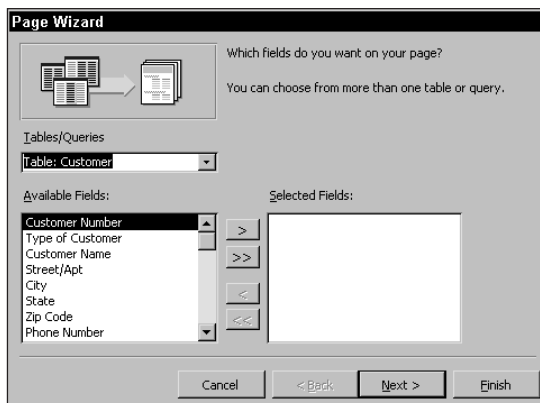 Page Wizard
Which fields do you want on your page?
You can choose from more than one table or query.
Tables/Queries
Table: Customer
Available Fields:
Selected Fields:
Customer Number
Type of Customer
Customer Name
Street/Apt
City
State
Zip Code
Phone Number
>
>>
<
<<
Cancel
< Back
Next >
Finish